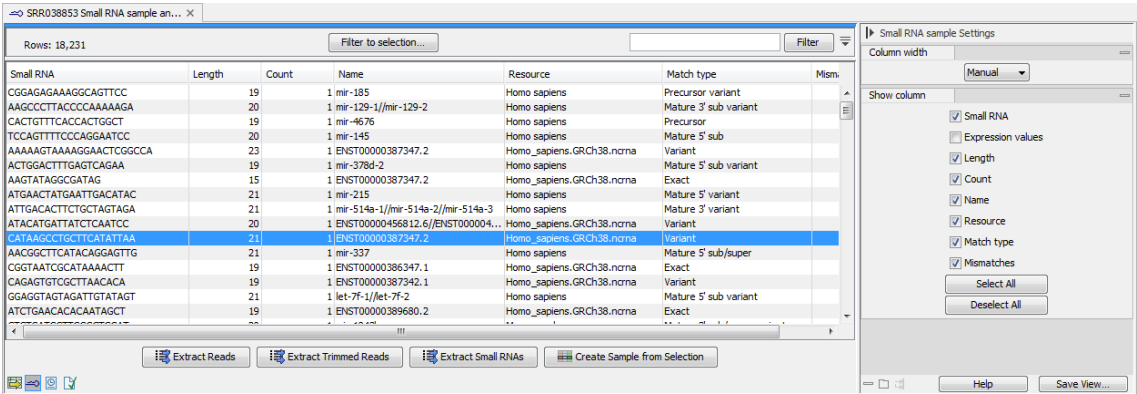 SRR038853 Small RNA sample an...
Rows: 18,231
Filter to selection...
Filter
Small RNA Length Count Name Resource Match type Misma
CGGAGAGAAAGGCAGTTCC 19 1 mir-185 Homo sapiens Precursor variant
AAGCCCTTACCCCAAAAAGA 20 1 mir-129-1//mir-129-2 Homo sapiens Mature 3' sub variant
CACTGTTTCACCACTGGCT 19 1 mir-4676 Homo sapiens Precursor
TCCAGTTTTCCCAGGAATCC 20 1 mir-145 Homo sapiens Mature 5' sub
AAAAAGTAAAAGGAACTCGGCCA 23 1 ENST00000387347.2 Homo_sapiens.GRCh38.ncrna Variant
ACTGGACTTTGAGTCAGAA 19 1 mir-378d-2 Homo sapiens Mature 5' sub variant
AAGTATAGGCGATAG 15 1 ENST00000387347.2 Homo_sapiens.GRCh38.ncrna Exact
ATGAACTATGAATTGACATAC 21 1 mir-215 Homo sapiens Mature 5' variant
ATTGACACTTCTGCTAGTAGA 21 1 mir-514a-1//mir-514a-2//mir-514a-3 Homo sapiens Mature 3' variant
ATACATGATTATCTCAATCC 20 1 ENST00000456812.6//ENST000004... Homo_sapiens.GRCh38.ncrna Variant
CATAAGCCTGCTTCATATTAA 21 1 ENST00000387347.2 Homo_sapiens.GRCh38.ncrna Variant
AACGGCTTCATACAGGAGTTG 21 1 mir-337 Homo sapiens Mature 5' sub/super
CGGTAATCGCATAAAACTT 19 1 ENST00000386347.1 Homo_sapiens.GRCh38.ncrna Exact
CAGAGTGTCGCTTAACACA 19 1 ENST00000387342.1 Homo_sapiens.GRCh38.ncrna Variant
GGAGGTAGTAGATTGTATAGT 21 1 let-7f-1//let-7f-2 Homo sapiens Mature 5' sub variant
ATCTGAACACACAATAGCT 19 1 ENST00000389680.2 Homo_sapiens.GRCh38.ncrna Exact
Extract Reads
Extract Trimmed Reads
Extract Small RNAs
Create Sample from Selection
Small RNA sample Settings
Column width
Manual
Show column
Small RNA
Expression values
Length
Count
Name
Resource
Match type
Mismatches
Select All
Deselect All
Help
Save View...